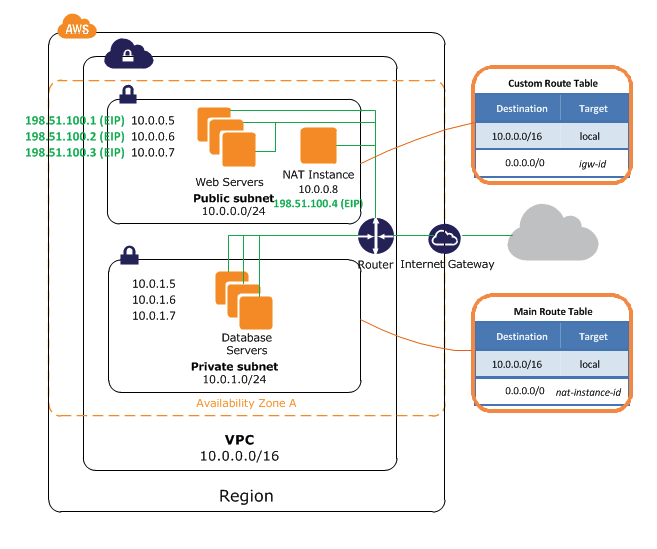 AWS
198.51.100.1 (EIP) 10.0.0.5
198.51.100.2 (EIP) 10.0.0.6
198.51.100.3 (EIP) 10.0.0.7
Web Servers
NAT Instance
10.0.0.8
198.51.100.4 (EIP)
Public subnet
10.0.0.0/24
Custom Route Table
Destination Target
10.0.0.0/16 local
0.0.0.0/0 igw-id
Router
Internet Gateway
10.0.1.5
10.0.1.6
10.0.1.7
Database
Servers
Private subnet
10.0.1.0/24
Main Route Table
Destination Target
10.0.0.0/16 local
0.0.0.0/0 nat-instance-id
Availability Zone A
VPC
10.0.0.0/16
Region